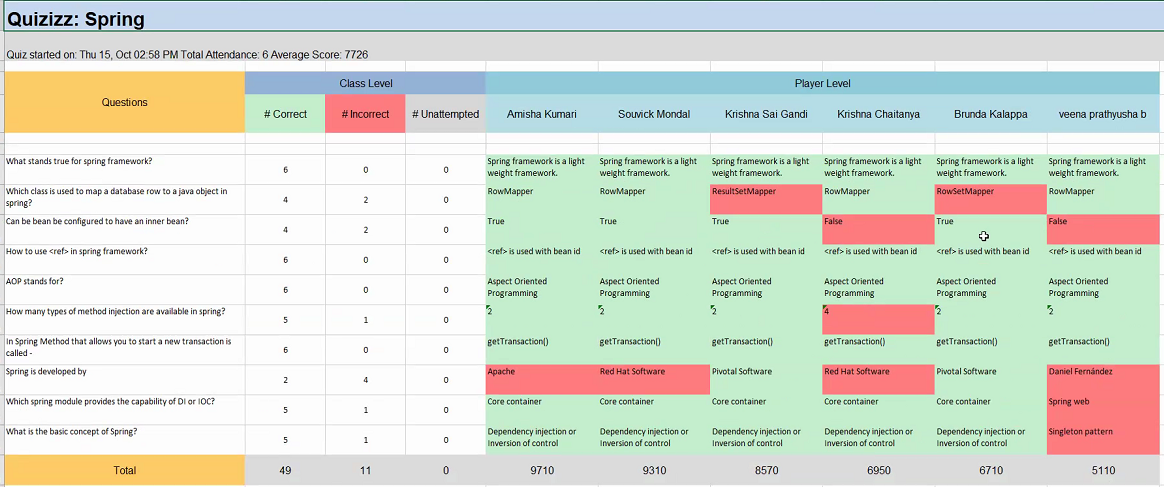 Quizizz: Spring
Quiz started on: Thu 15, Oct 02:58 PM Total Attendance: 6 Average Score: 7726
Questions Class Level Player Level
# Correct # Incorrect # Unattempted Amisha Kumari Souvick Mondal Krishna Sai Gandi Krishna Chaitanya Brunda Kalappa veena prathyusha b
What stands true for spring framework? 6 0 0 Spring framework is a light weight framework. Spring framework is a light weight framework. Spring framework is a light weight framework. Spring framework is a light weight framework. Spring framework is a light weight framework. Spring framework is a light weight framework.
Which class is used to map a database row to a java object in spring? 4 2 0 RowMapper RowMapper ResultSetMapper RowMapper RowSetMapper RowMapper
Can be bean be configured to have an inner bean? 4 2 0 True True True False True False
How to use <ref> in spring framework? 6 0 0 <ref> is used with bean id <ref> is used with bean id <ref> is used with bean id <ref> is used with bean id <ref> is used with bean id <ref> is used with bean id
AOP stands for? 6 0 0 Aspect Oriented Programming Aspect Oriented Programming Aspect Oriented Programming Aspect Oriented Programming Aspect Oriented Programming Aspect Oriented Programming
How many types of method injection are available in spring? 5 1 0 2 2 2 4 2 2
In Spring Method that allows you to start a new transaction is called - 6 0 0 getTransaction() getTransaction() getTransaction() getTransaction() getTransaction() getTransaction()
Spring is developed by 2 4 0 Apache Red Hat Software Pivotal Software Red Hat Software Pivotal Software Daniel Fernández
Which spring module provides the capability of DI or IOC? 5 1 0 Core container Core container Core container Core container Core container Spring web
What is the basic concept of Spring? 5 1 0 Dependency injection or Inversion of control Dependency injection or Inversion of control Dependency injection or Inversion of control Dependency injection or Inversion of control Dependency injection or Inversion of control Singleton pattern
Total 49 11 0 9710 9310 8570 6950 6710 5110